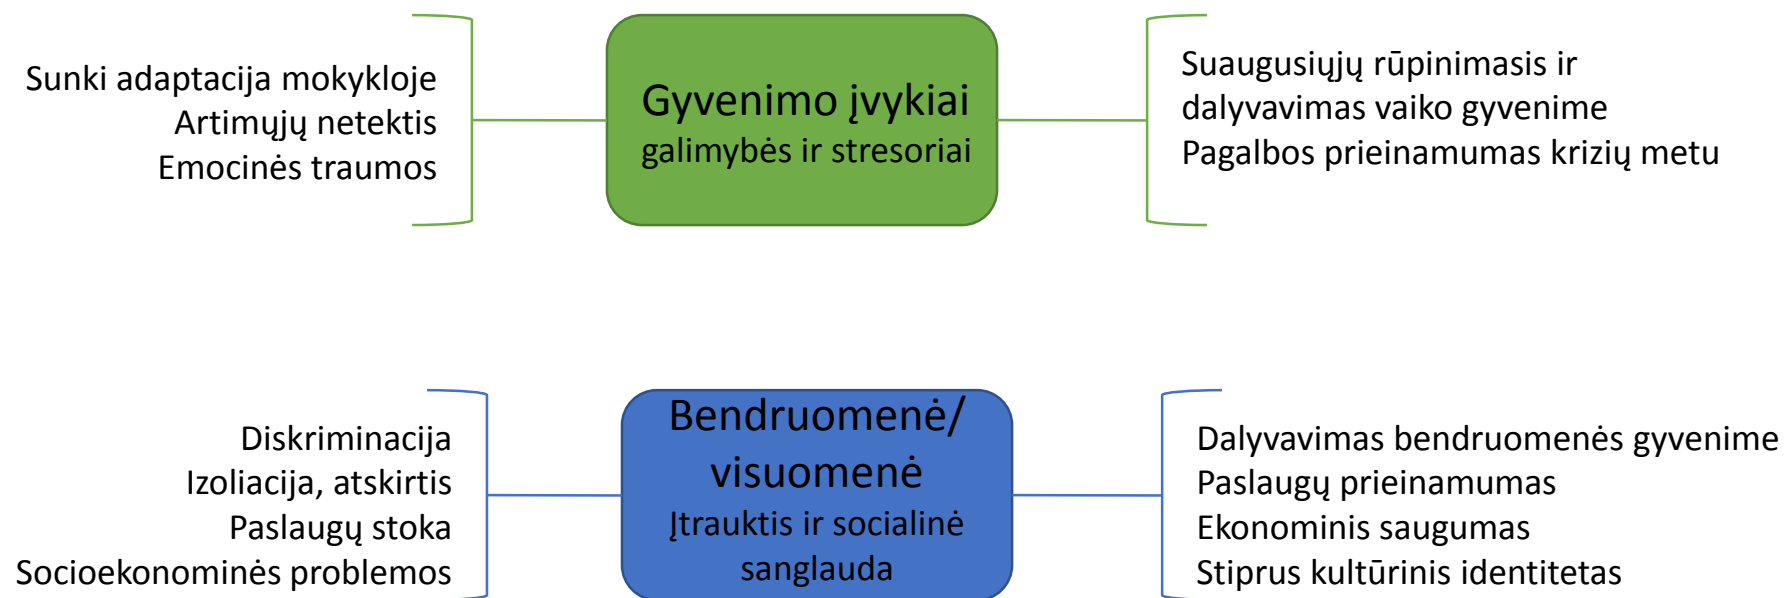 Sunki adaptacija mokykloje
Artimųjų netektis
Emocinės traumos
Gyvenimo įvykiai
galimybės ir stresoriai
Suaugusiųjų rūpinimasis ir
dalyvavimas vaiko gyvenime
Pagalbos prieinamumas krizių metu
Diskriminacija
Izoliacija, atskirtis
Paslaugų stoka
Socioekonominės problemos
Bendruomenė/
visuomenė
Įtrauktis ir socialinė
sanglauda
Dalyvavimas bendruomenės gyvenime
Paslaugų prieinamumas
Ekonominis saugumas
Stiprus kultūrinis identitetas